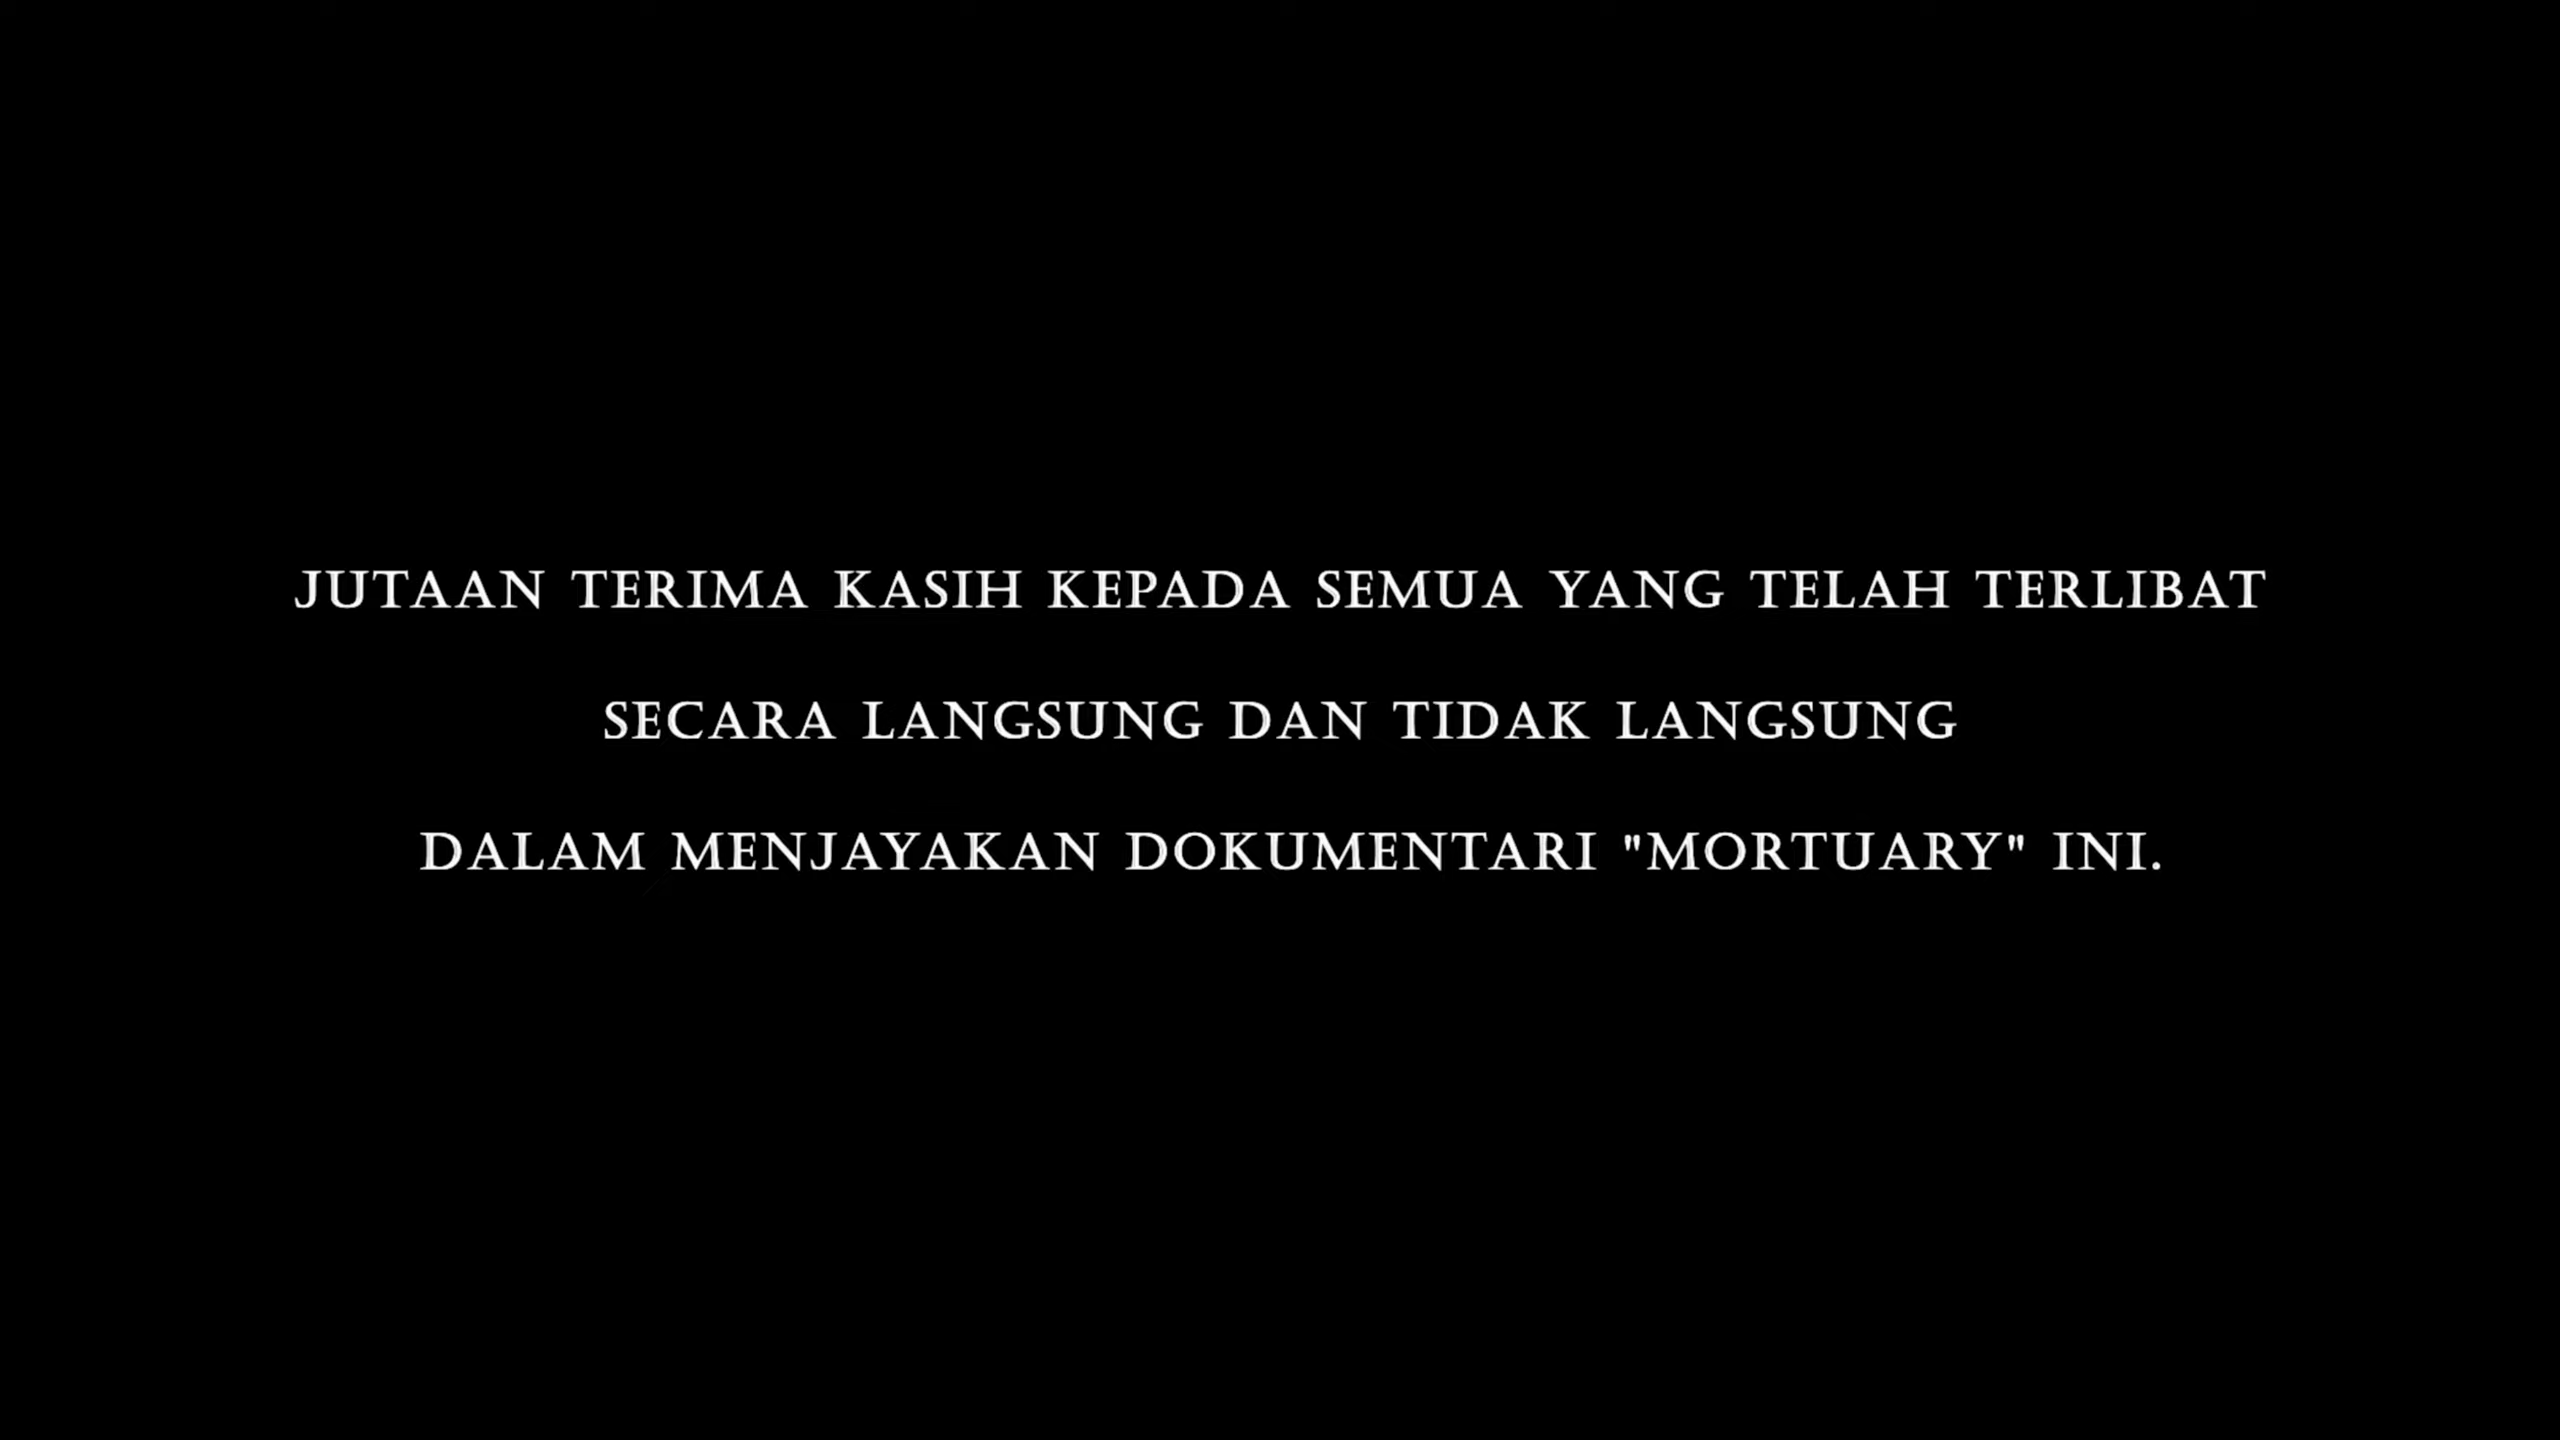 JUTAAN TERIMA KASIH KEPADA SEMUA YANG TELAH TERLIBAT
SECARA LANGSUNG DAN TIDAK LANGSUNG
DALAM MENJAYAKAN DOKUMENTARI "MORTUARY" INI.